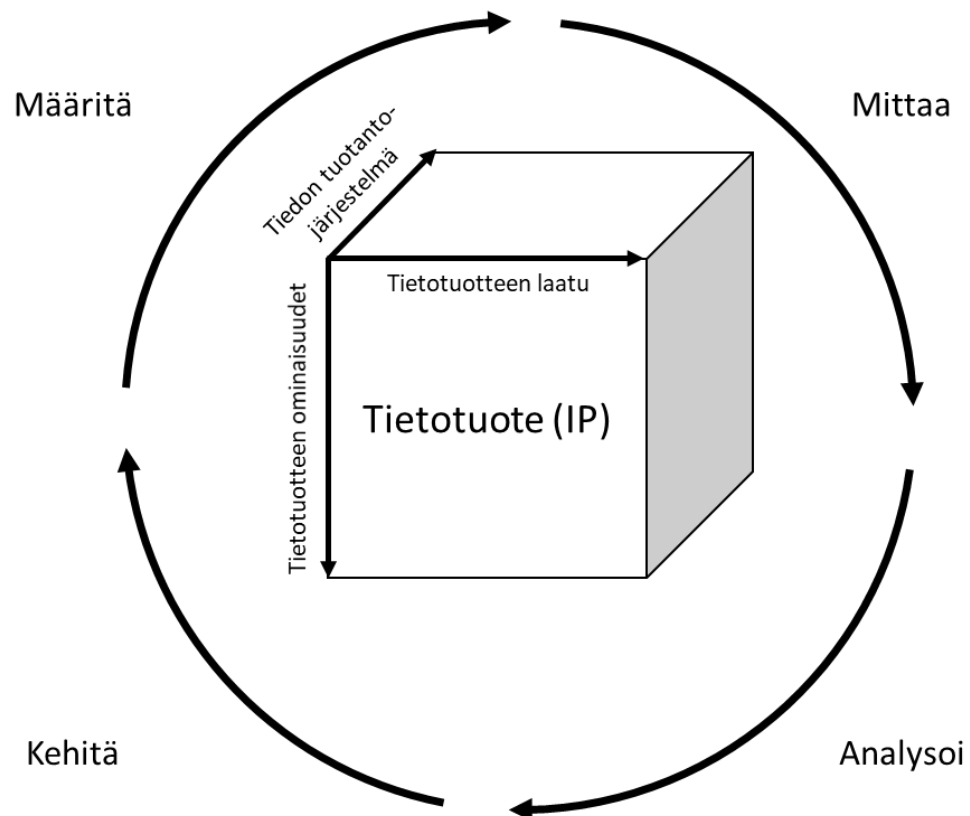 Määritä
Mittaa
Tiedon tuotanto-
järjestelmä
Tietotuotteen laatu
Tietotuotteen ominaisuudet
Tietotuote (IP)
Kehitä
Analysoi